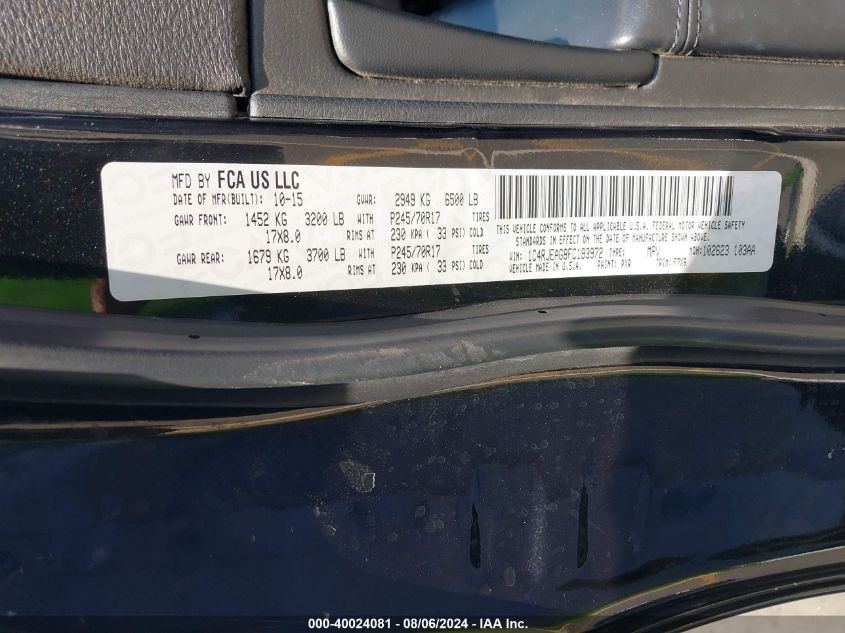 MFD BY FCA US LLC
DATE OF MFR(BUILT): 10-15 GVWR: 2949 KG 6500 LB
GAWR FRONT: 1452 KG 3200 LB WITH P245/70R17 TIRES
17X8.0 RIMS AT 230 KPA ( 33 PSI) COLD
GAWR REAR: 1679 KG 3700 LB WITH P245/70R17 TIRES
17X8.0 RIMS AT 230 KPA ( 33 PSI) COLD
THIS VEHICLE CONFORMS TO ALL APPLICABLE U.S.A. FEDERAL MOTOR VEHICLE SAFETY
STANDARDS IN EFFECT ON THE DATE OF MANUFACTURE SHOWN ABOVE.
VIN: 1C4RJEAG8FC193972 TYPE: MPV MDH: 102623 103AA
VEHICLE MADE IN U.S.A. PAINT: PXR TRIM:
000-40024081 - 08/06/2024 - IAA Inc.